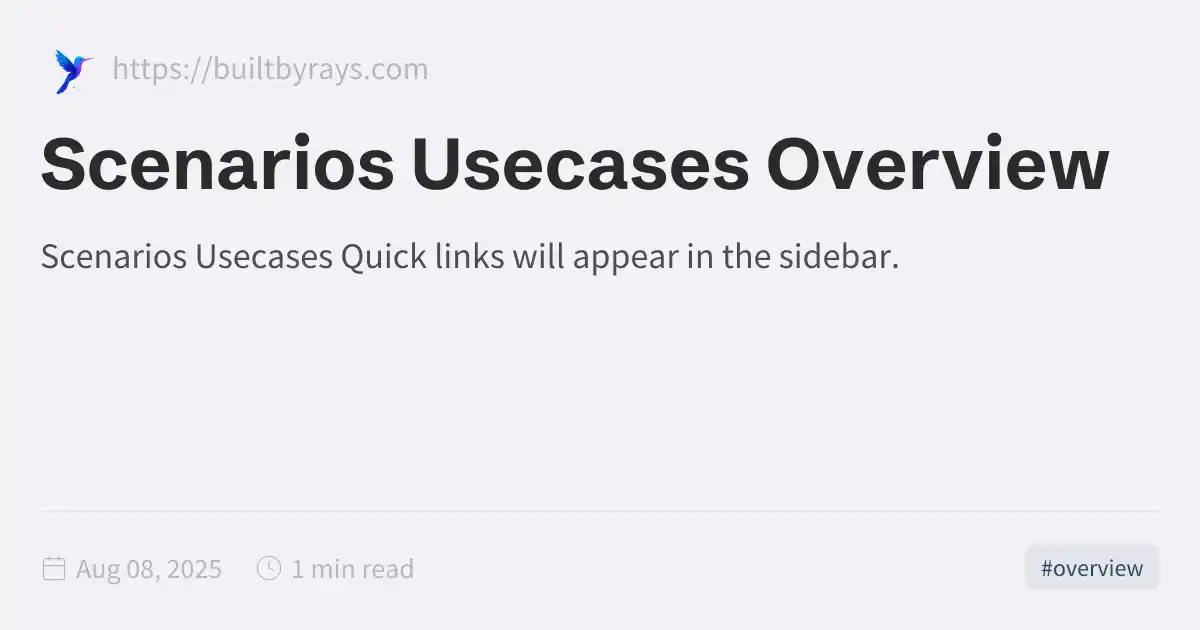 https://builtbyrays.com
Scenarios Usecases Overview
Scenarios Usecases Quick links will appear in the sidebar.
Aug 08, 2025 1 min read #overview